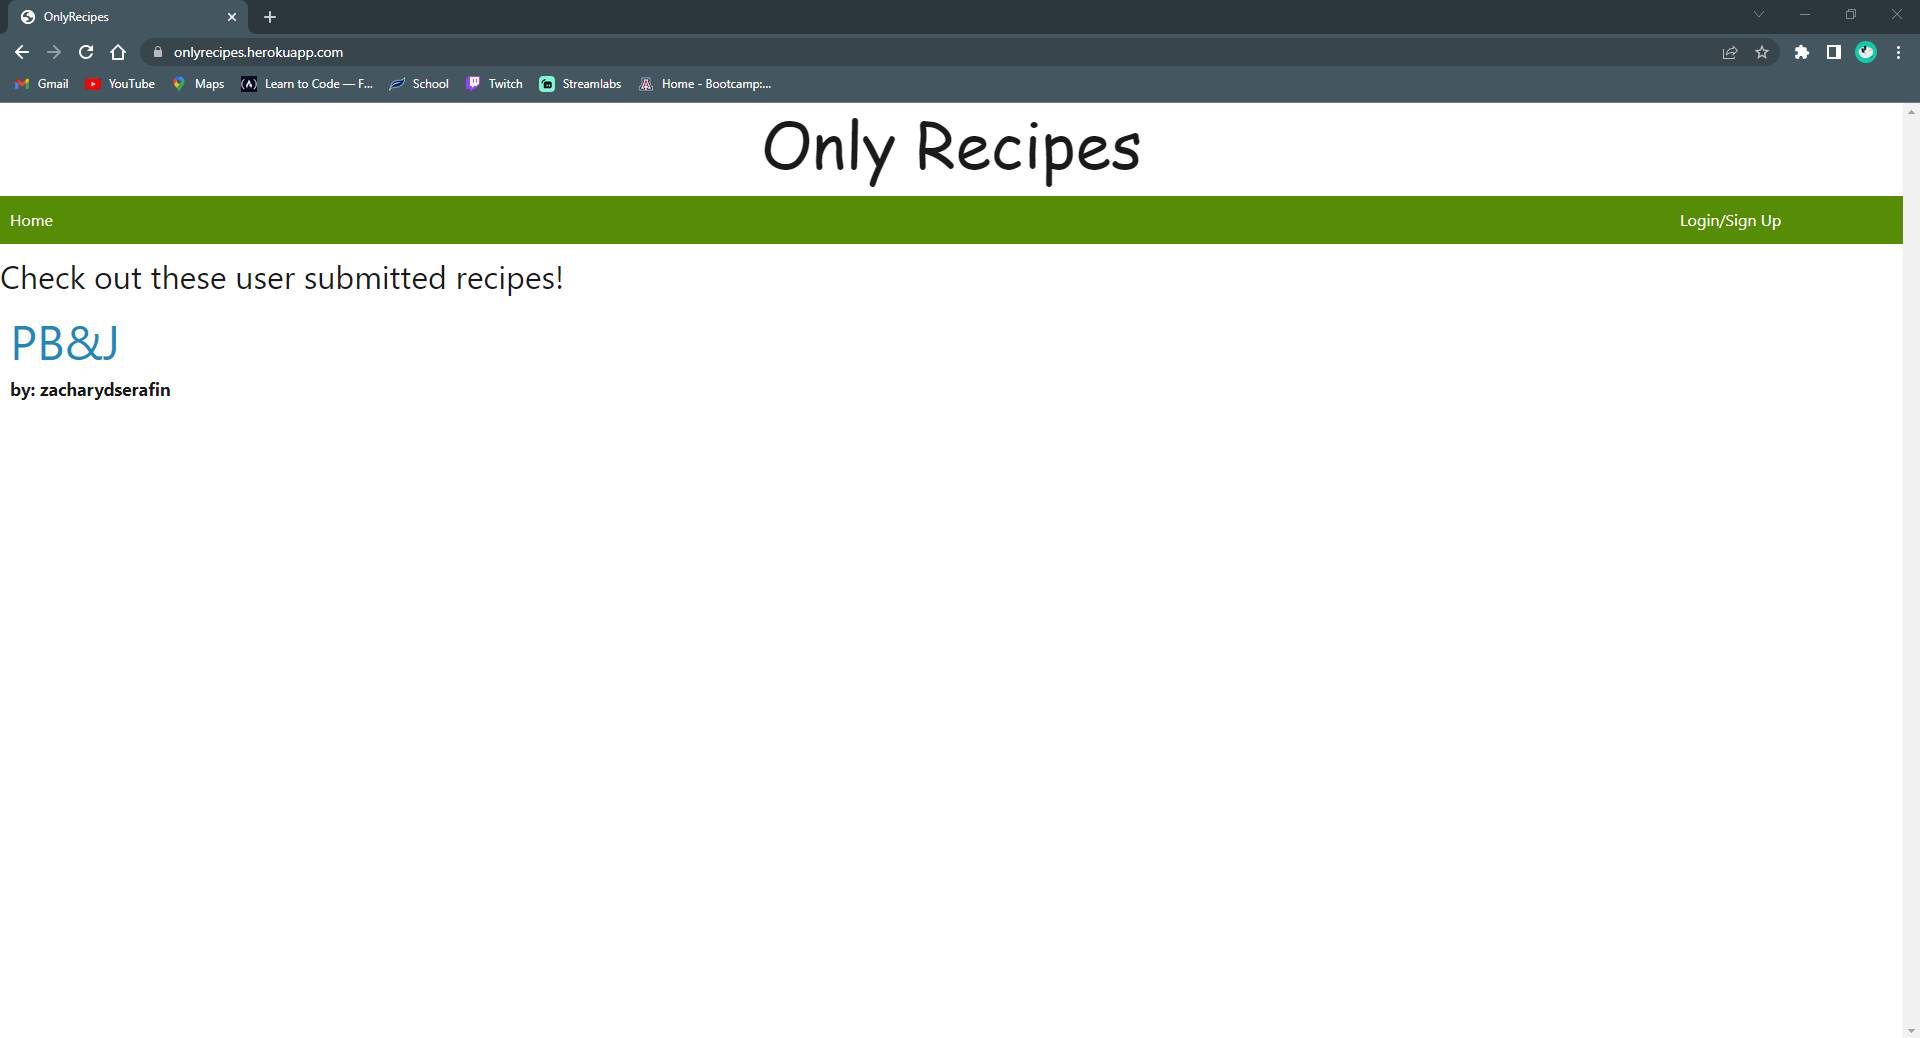 OnlyRecipes
onlyrecipes.herokuapp.com
Gmail YouTube Maps Learn to Code — F... School Twitch Streamlabs Home - Bootcamp:...
Only Recipes
Home Login/Sign Up
Check out these user submitted recipes!
PB&J
by: zacharydserafin